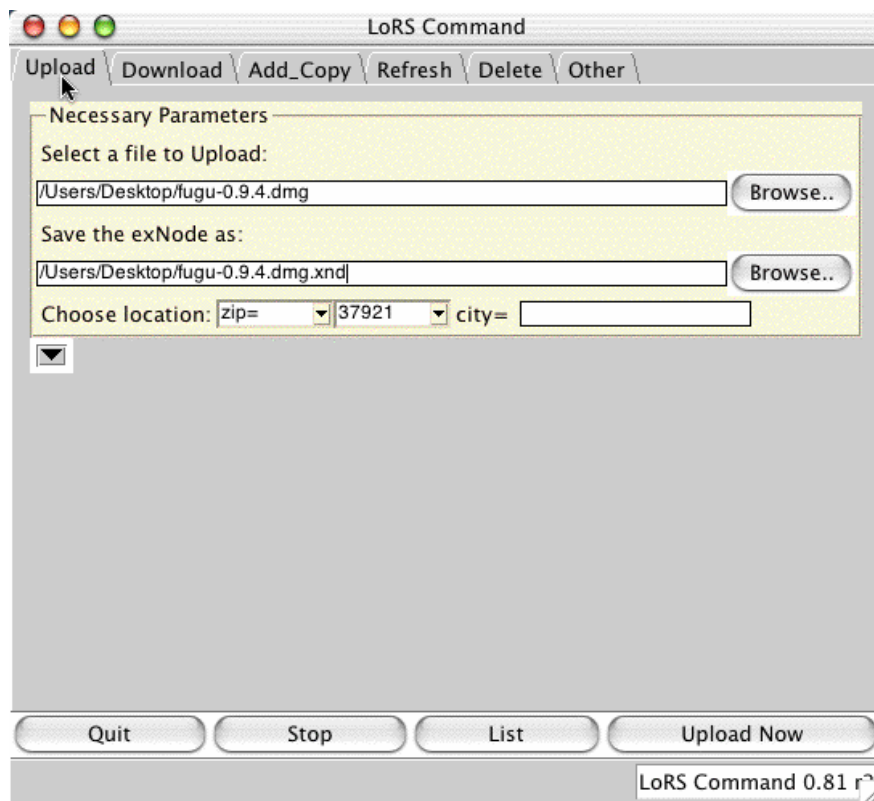 LoRS Command
Upload Download Add_Copy Refresh Delete Other
Necessary Parameters
Select a file to Upload:
/Users/Desktop/fugu-0.9.4.dmg Browse..
Save the exNode as:
/Users/Desktop/fugu-0.9.4.dmg.xnd Browse..
Choose location: zip= 37921 city=
Quit Stop List Upload Now
LoRS Command 0.81